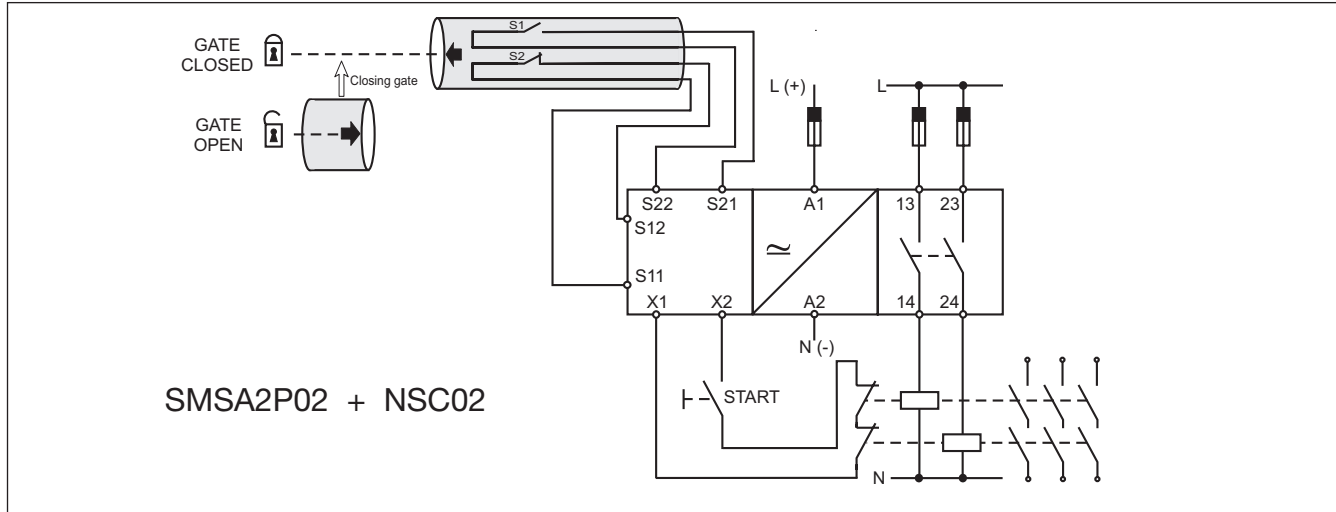 GATE
CLOSED
Closing gate
GATE
OPEN
S1
S2
L (+)
L
S22
S21
A1
13
23
S12
S11
≃
X1
X2
A2
14
24
N (-)
START
N
SMSA2P02 + NSC02